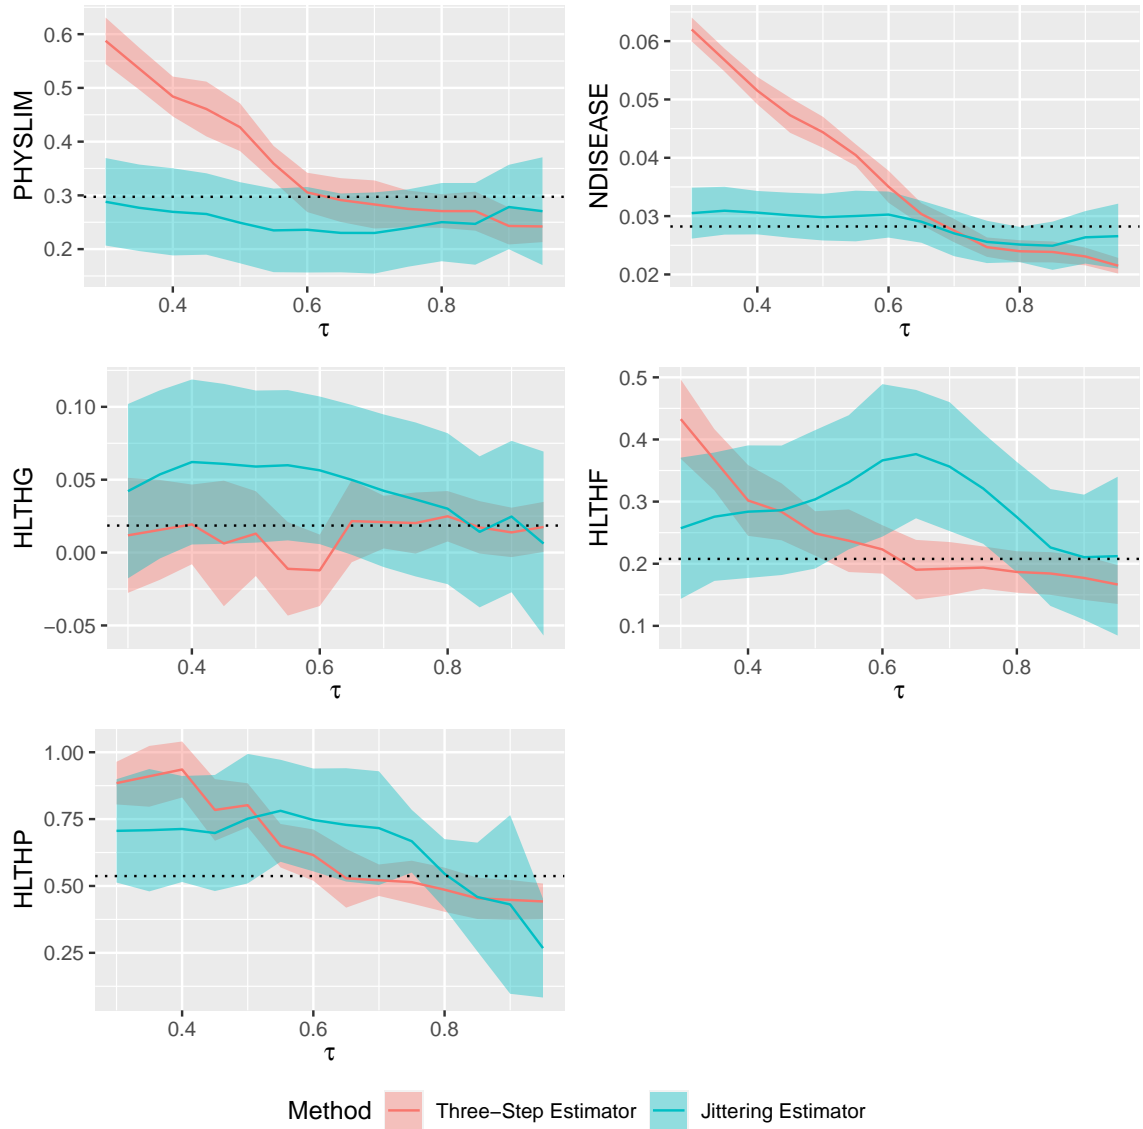 PHYSLIM
0.6
0.5
0.4
0.3
0.2
0.4 0.6 0.8
τ
NDISEASE
0.06
0.05
0.04
0.03
0.02
0.4 0.6 0.8
τ
HLTHG
0.10
0.05
0.00
−0.05
0.4 0.6 0.8
τ
HLTHF
0.5
0.4
0.3
0.2
0.1
0.4 0.6 0.8
τ
HLTHP
1.00
0.75
0.50
0.25
0.4 0.6 0.8
τ
Method Three−Step Estimator Jittering Estimator